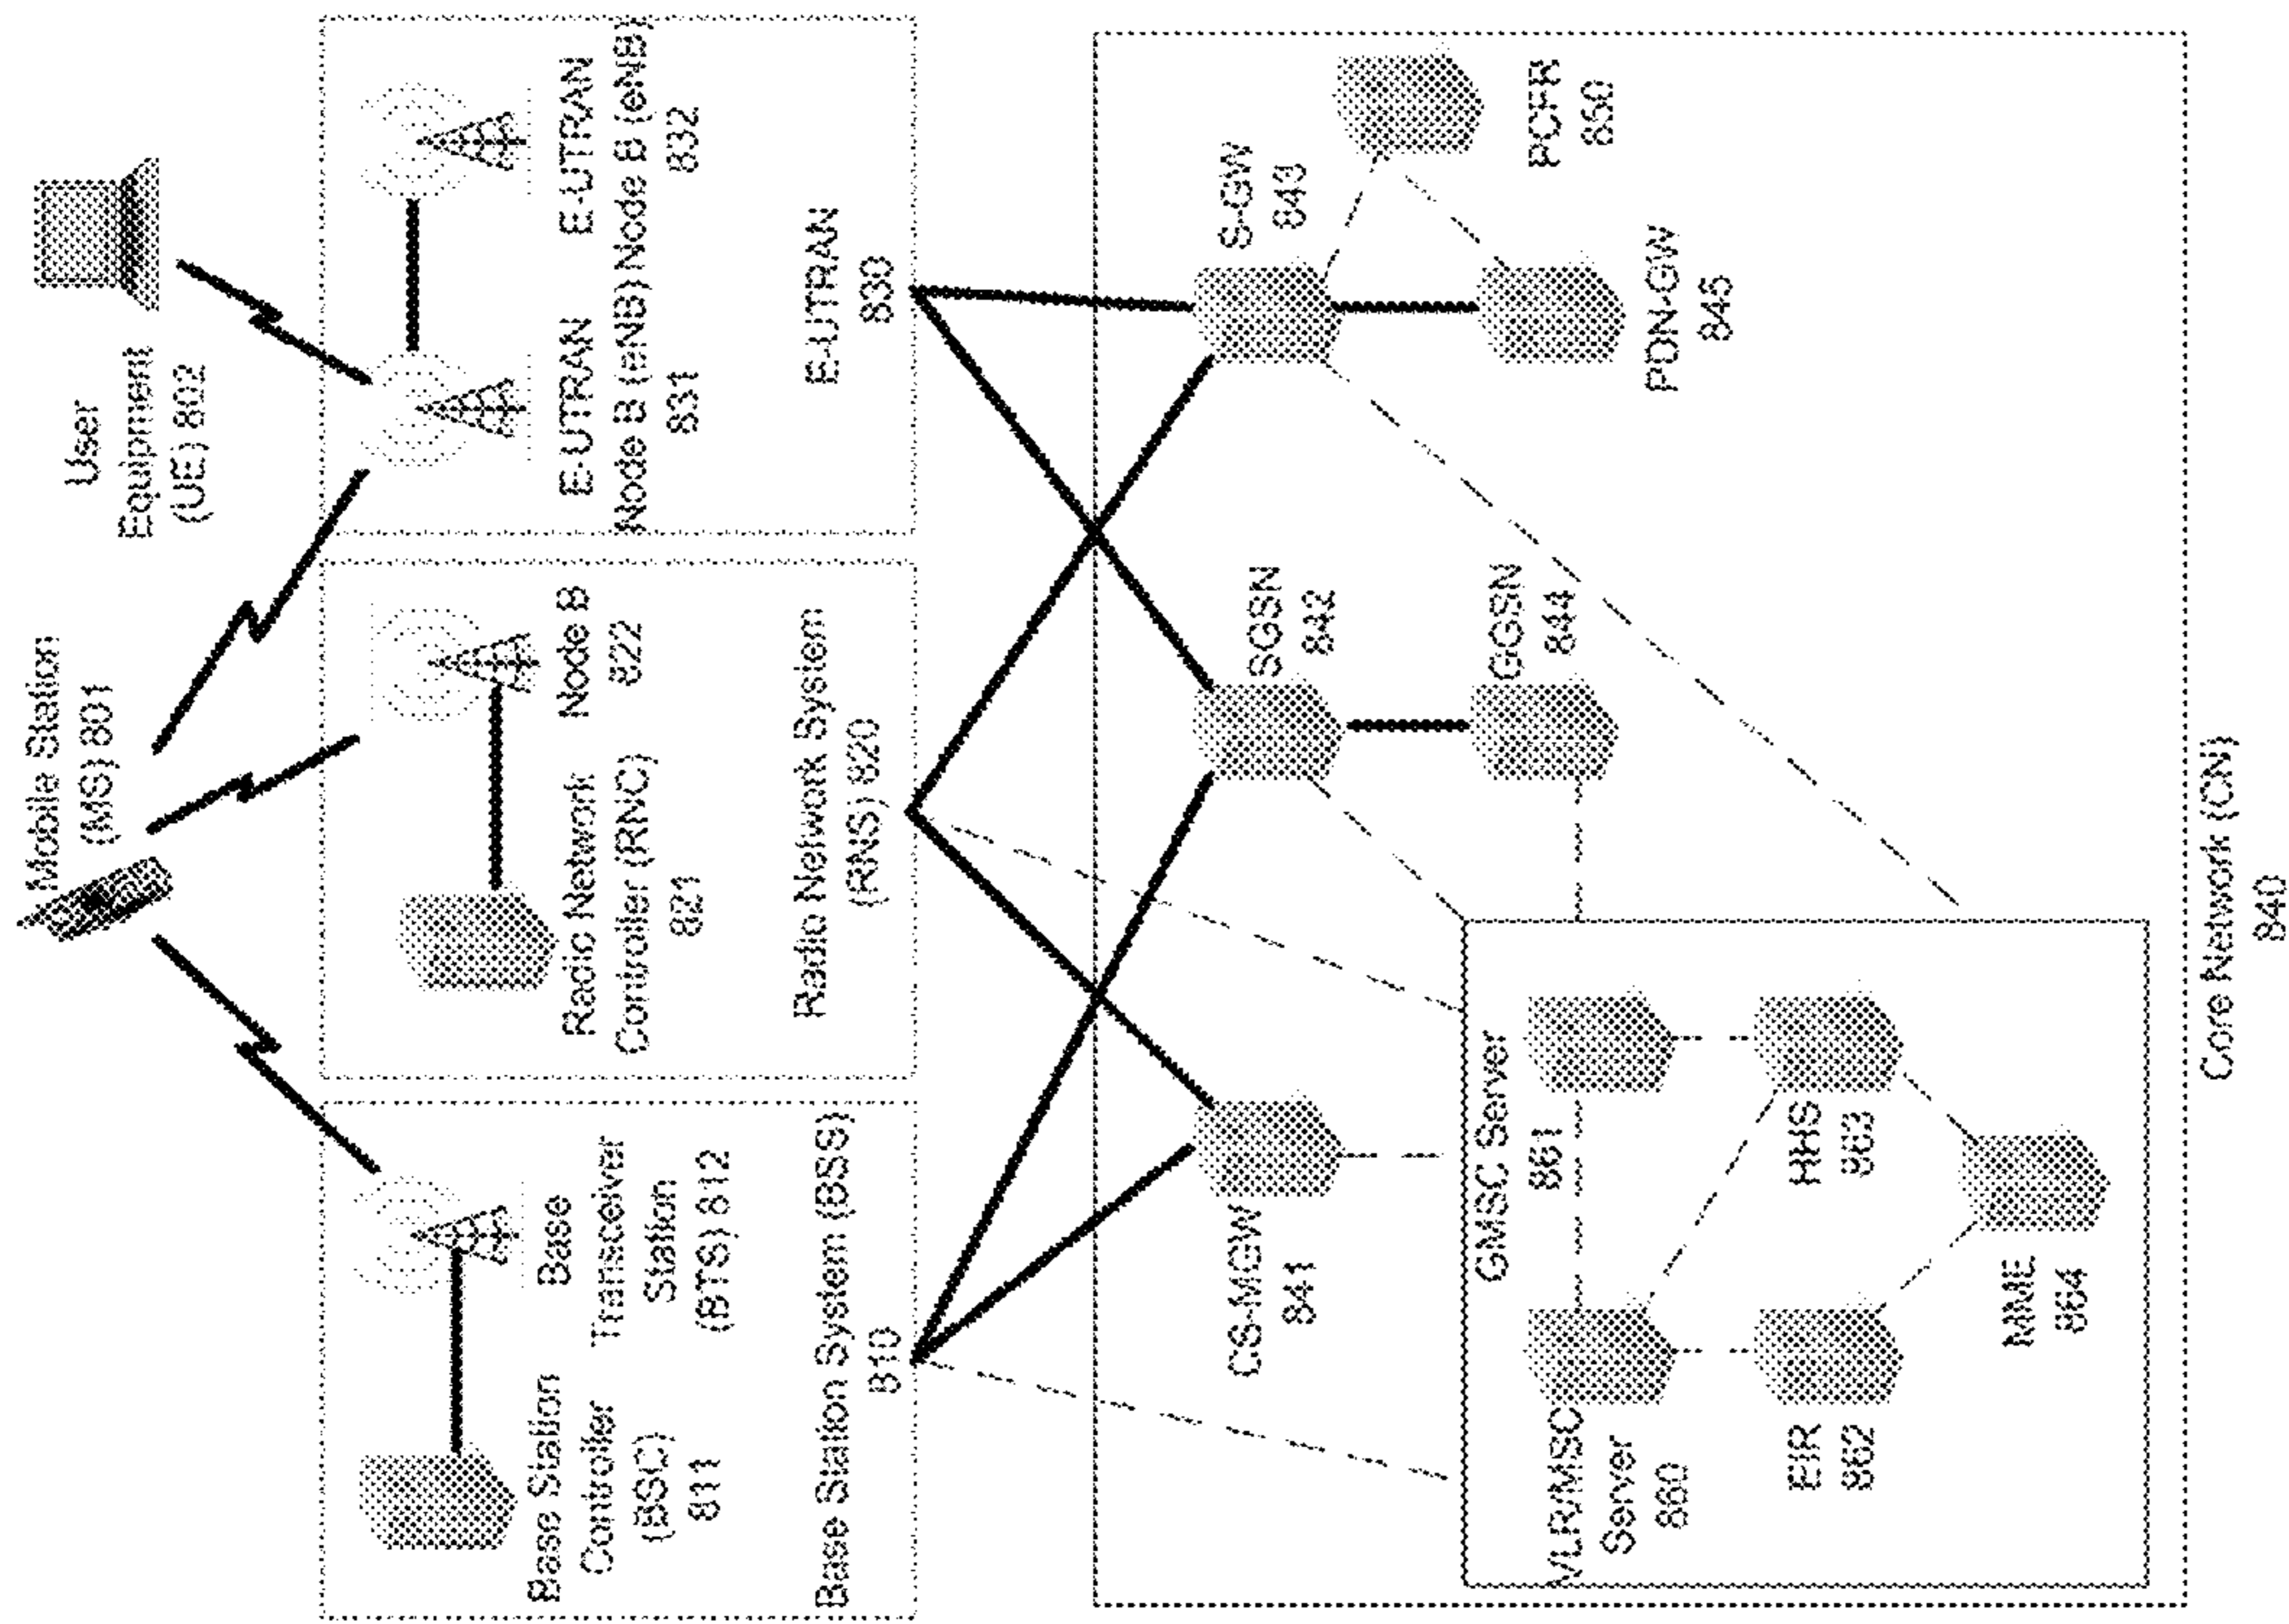 Mobile Station
(MS) 801
User
Equipment
(UE) 802
Base Station
Controller
(BSC)
811
Base
Transceiver
Station
(BTS) 812
Base Station System (BSS)
810
Radio Network
Controller (RNC)
821
Node B
822
Radio Network System
(RNS) 820
E-UTRAN
Node B (eNB)
831
E-UTRAN
Node B (eNB)
832
E-UTRAN
830
CS-MGW
841
SGSN
842
GGSN
844
S-GW
843
PDN-GW
845
PCFR
850
GMSC Server
861
VLR/MSC
Server
860
EIR
862
HHS
863
MME
864
Core Network (CN)
840